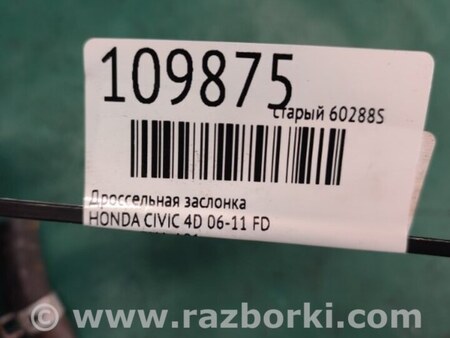 109875
старый 60288S
Дроссельная заслонка
HONDA CIVIC 4D 06-11 FD
www.razborki.com